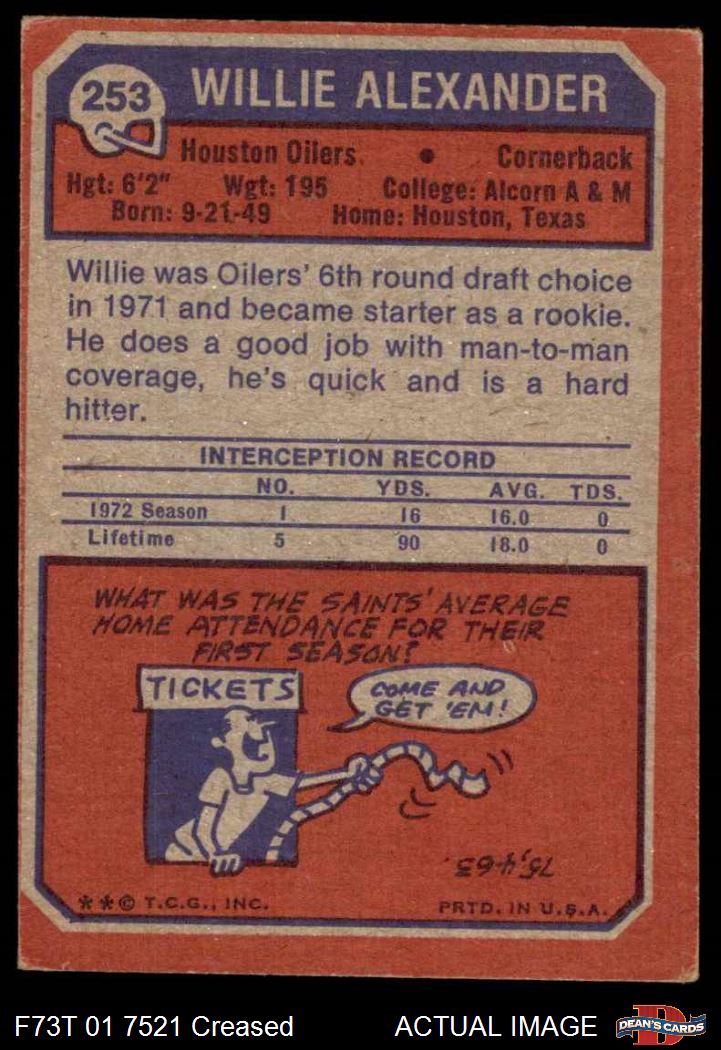 253 WILLIE ALEXANDER
Houston Oilers. • Cornerback
Hgt: 6'2" Wgt: 195 College: Alcorn A & M
Born: 9-21-49 Home: Houston, Texas
Willie was Oilers' 6th round draft choice
in 1971 and became starter as a rookie.
He does a good job with man-to-man
coverage, he's quick and is a hard
hitter.
INTERCEPTION RECORD
NO. YDS. AVG. TDS.
1972 Season 1 16 16.0 0
Lifetime 5 90 18.0 0
WHAT WAS THE SAINTS' AVERAGE
HOME ATTENDANCE FOR THEIR
FIRST SEASON?
TICKETS
COME AND
GET 'EM!
75,463.
**© T.C.G., INC. PRTD. IN U.S.A.
F73T 01 7521 Creased ACTUAL IMAGE
D
DEAN'S CARDS